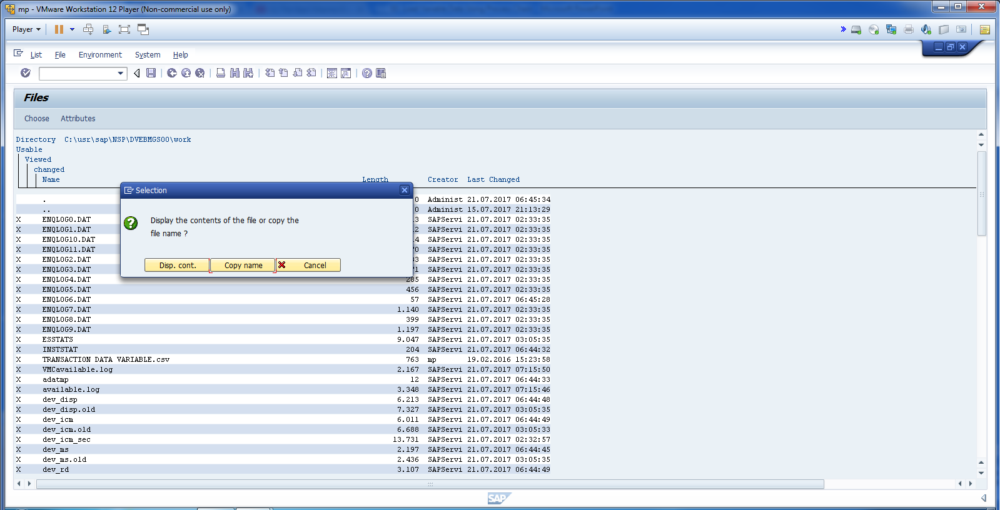 mp - VMware Workstation 12 Player (Non-commercial use only)
Player
List File Environment System Help
Files
Choose Attributes
Directory C:\usr\sap\NSP\DVEBMGS00\work
Usable
Viewed
changed
Name Length Creator Last Changed
. 0 Administ 21.07.2017 06:45:34
.. 0 Administ 15.07.2017 21:13:29
X ENQLOG0.DAT 13 SAPServi 21.07.2017 02:33:35
X ENQLOG1.DAT 12 SAPServi 21.07.2017 02:33:35
X ENQLOG10.DAT 14 SAPServi 21.07.2017 02:33:35
X ENQLOG11.DAT 70 SAPServi 21.07.2017 02:33:35
X ENQLOG2.DAT 33 SAPServi 21.07.2017 02:33:35
X ENQLOG3.DAT 71 SAPServi 21.07.2017 02:33:35
X ENQLOG4.DAT 285 SAPServi 21.07.2017 02:33:35
X ENQLOG5.DAT 456 SAPServi 21.07.2017 02:33:35
X ENQLOG6.DAT 57 SAPServi 21.07.2017 06:45:28
X ENQLOG7.DAT 1.140 SAPServi 21.07.2017 02:33:35
X ENQLOG8.DAT 399 SAPServi 21.07.2017 02:33:35
X ENQLOG9.DAT 1.197 SAPServi 21.07.2017 02:33:35
X ESSTATS 9.047 SAPServi 21.07.2017 03:05:35
X INSTSTAT 204 SAPServi 21.07.2017 06:44:32
X TRANSACTION DATA VARIABLE.csv 763 mp 19.02.2016 15:23:58
X VMCavailable.log 2.167 SAPServi 21.07.2017 07:15:50
X adatmp 12 SAPServi 21.07.2017 06:44:33
X available.log 3.348 SAPServi 21.07.2017 07:15:46
X dev_disp 6.213 SAPServi 21.07.2017 06:44:48
X dev_disp.old 7.327 SAPServi 21.07.2017 03:05:35
X dev_icm 6.011 SAPServi 21.07.2017 06:44:49
X dev_icm.old 6.688 SAPServi 21.07.2017 03:05:33
X dev_icm_sec 13.731 SAPServi 21.07.2017 02:32:57
X dev_ms 2.197 SAPServi 21.07.2017 06:44:45
X dev_ms.old 2.436 SAPServi 21.07.2017 03:05:35
X dev_rd 3.107 SAPServi 21.07.2017 06:44:49
Selection
Display the contents of the file or copy the
file name ?
Disp. cont. Copy name Cancel
SAP